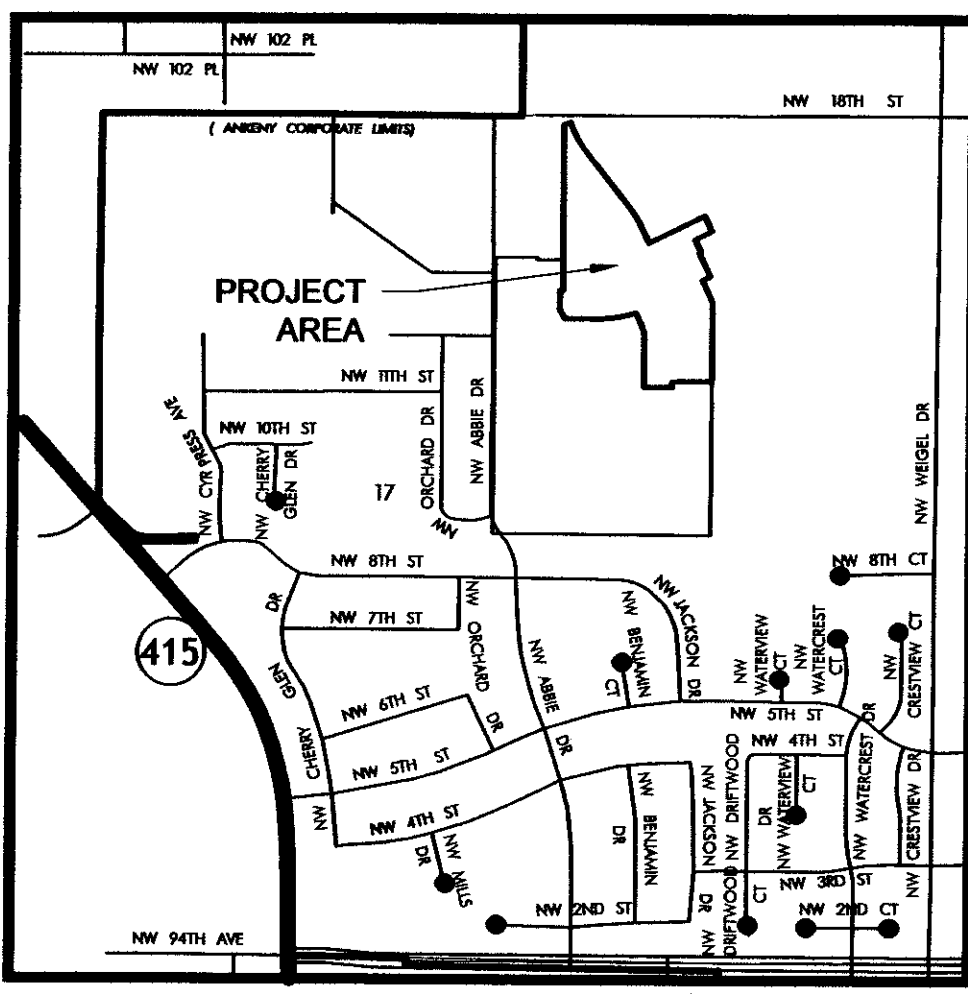 NW 102 PL
NW 102 PL
NW 18TH ST
( ANKENY CORPORATE LIMITS)
PROJECT
AREA
NW 11TH ST
NW CYPRESS AVE
NW 10TH ST
NW CHERRY
GLEN DR
17
NW ORCHARD DR
NW ABBIE DR
NW WEIGEL DR
NW 8TH ST
NW 8TH CT
NW 7TH ST
NW ORCHARD DR
NW JACKSON DR
NW BENJAMIN
CT
NW
WATERVIEW
CT
NW
WATERCREST
CT
NW
CRESTVIEW CT
415
NW CHERRY GLEN DR
NW 6TH ST
NW ABBIE DR
NW 5TH ST
NW 5TH ST
NW 4TH ST
NW 4TH ST
NW MILLS
DR
NW BENJAMIN
DR
NW JACKSON DR
NW DRIFTWOOD
DR
NW WATERVIEW
CT
NW WATERCREST DR
NW CRESTVIEW DR
NW 3RD ST
NW
DRIFTWOOD
CT
NW 2ND ST
NW 2ND CT
NW 94TH AVE